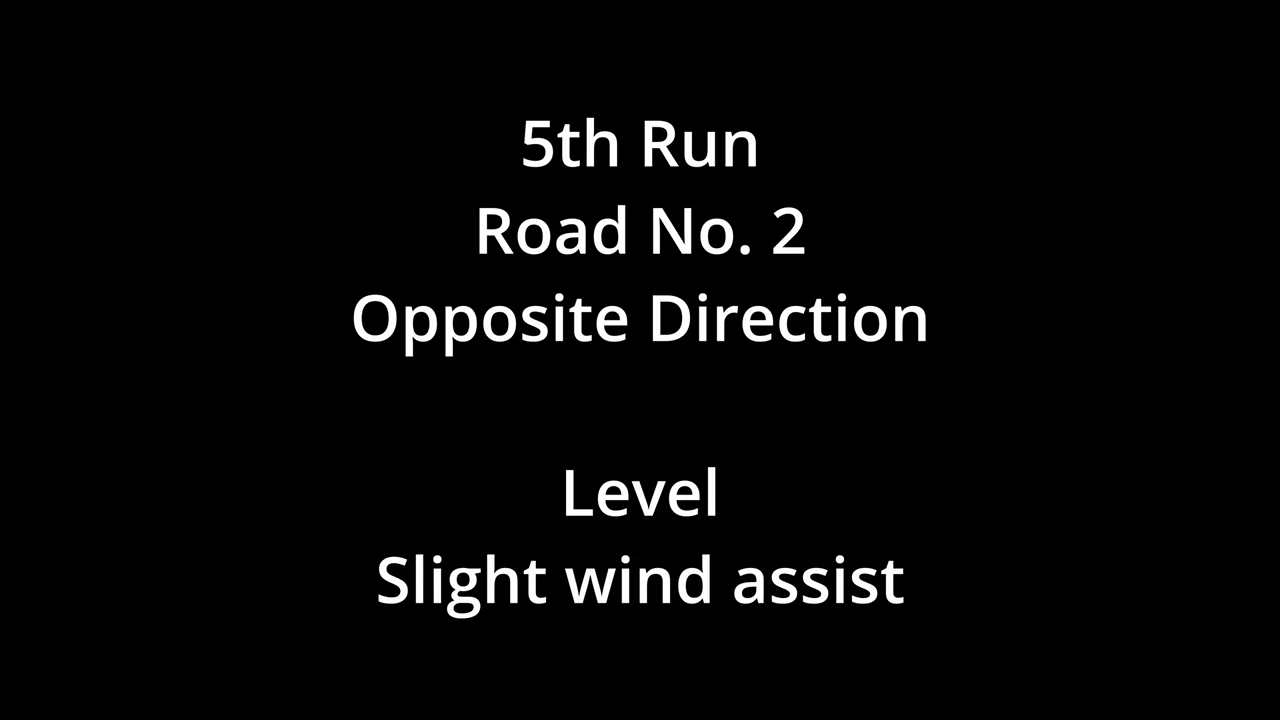 5th Run
Road No. 2
Opposite Direction
Level
Slight wind assist